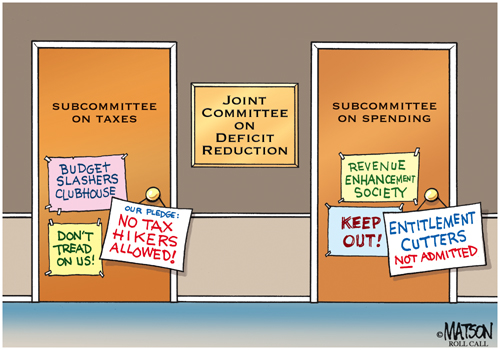 SUBCOMMITTEE
ON TAXES
BUDGET
SLASHERS
CLUBHOUSE
DON'T
TREAD
ON US!
OUR PLEDGE:
NO TAX
HIKERS
ALLOWED!
JOINT
COMMITTEE
ON
DEFICIT
REDUCTION
SUBCOMMITTEE
ON SPENDING
REVENUE
ENHANCEMENT
SOCIETY
KEEP
OUT!
ENTITLEMENT
CUTTERS
NOT ADMITTED
©MATSON
ROLL CALL